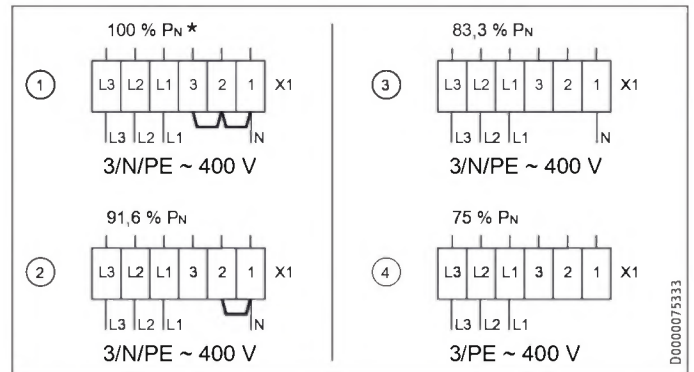 100 % PN *
1
L3 L2 L1 3 2 1 X1
L3 L2 L1 N
3/N/PE ~ 400 V
91,6 % PN
2
L3 L2 L1 3 2 1 X1
L3 L2 L1 N
3/N/PE ~ 400 V
83,3 % PN
3
L3 L2 L1 3 2 1 X1
L3 L2 L1 N
3/N/PE ~ 400 V
75 % PN
4
L3 L2 L1 3 2 1 X1
L3 L2 L1
3/PE ~ 400 V
D0000075333